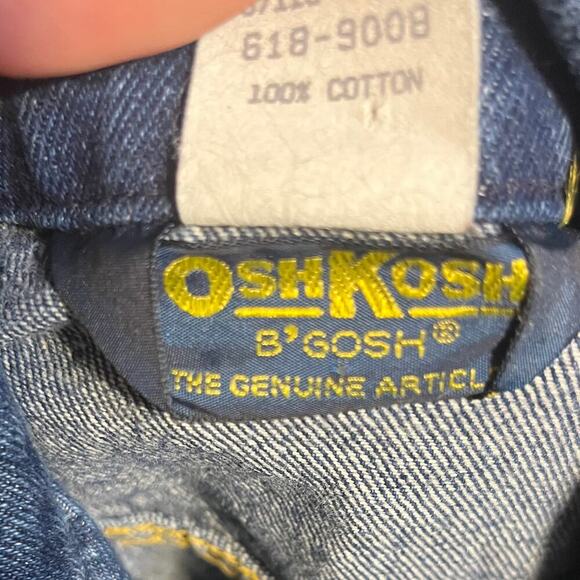 618-9008
100% COTTON
OSHKOSH
B'GOSH®
THE GENUINE ARTICL